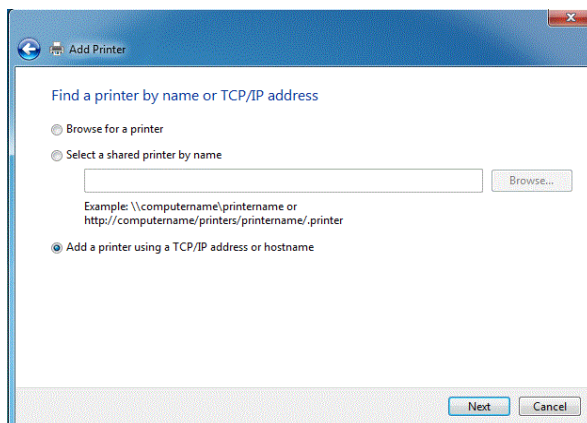 Add Printer
Find a printer by name or TCP/IP address
Browse for a printer
Select a shared printer by name
Browse...
Example: \\computername\printername or
http://computername/printers/printername/.printer
Add a printer using a TCP/IP address or hostname
Next
Cancel